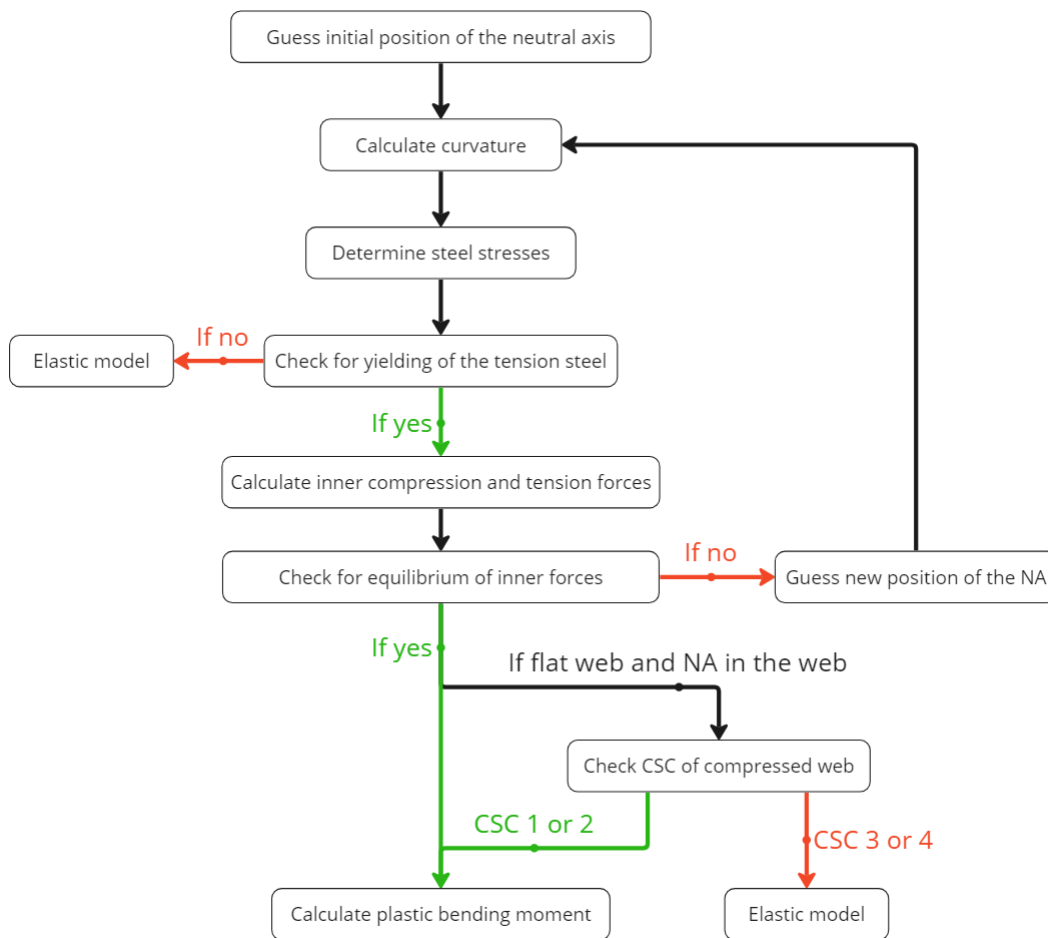 Guess initial position of the neutral axis
Calculate curvature
Determine steel stresses
If no
Elastic model
Check for yielding of the tension steel
If yes
Calculate inner compression and tension forces
If no
Check for equilibrium of inner forces
Guess new position of the NA
If yes
If flat web and NA in the web
Check CSC of compressed web
CSC 1 or 2
CSC 3 or 4
Calculate plastic bending moment
Elastic model